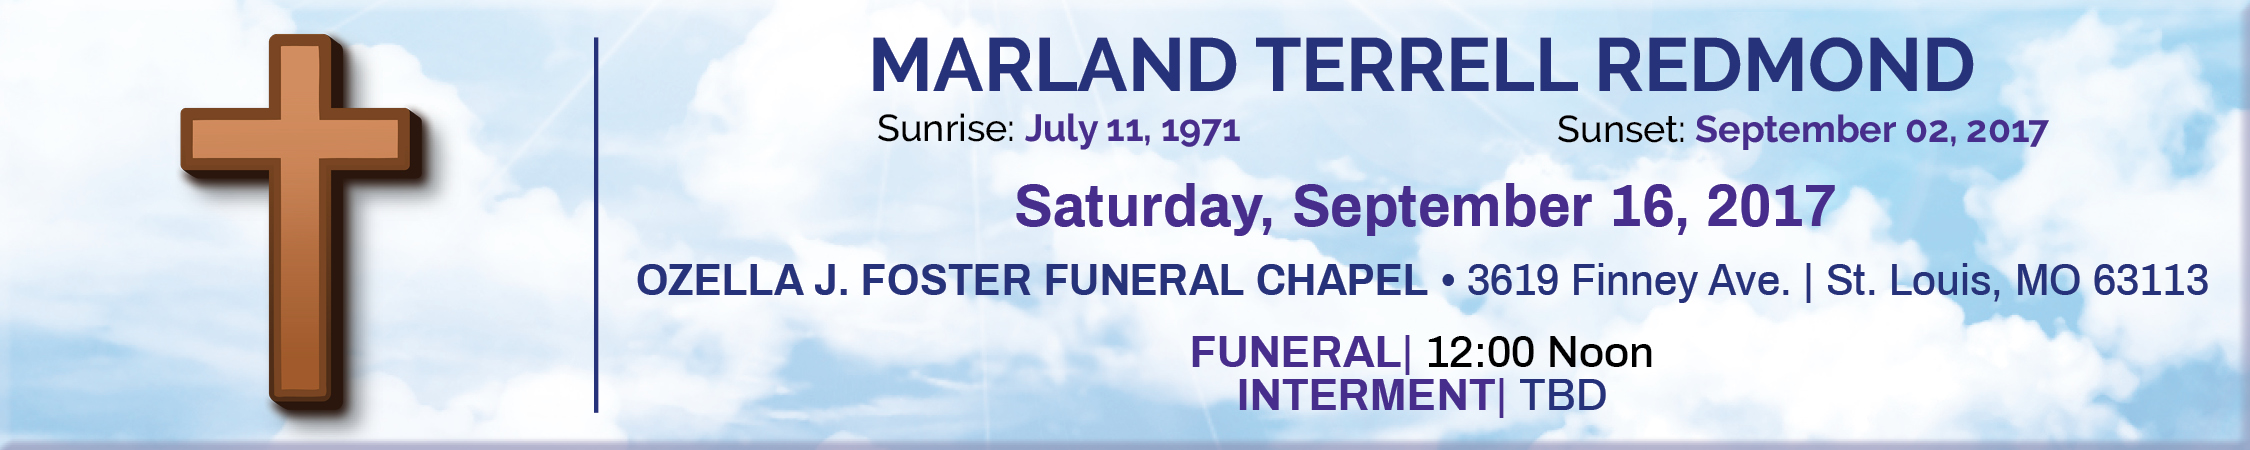 MARLAND TERRELL REDMOND
Sunrise: July 11, 1971 Sunset: September 02, 2017
Saturday, September 16, 2017
OZELLA J. FOSTER FUNERAL CHAPEL • 3619 Finney Ave. | St. Louis, MO 63113
FUNERAL| 12:00 Noon
INTERMENT| TBD